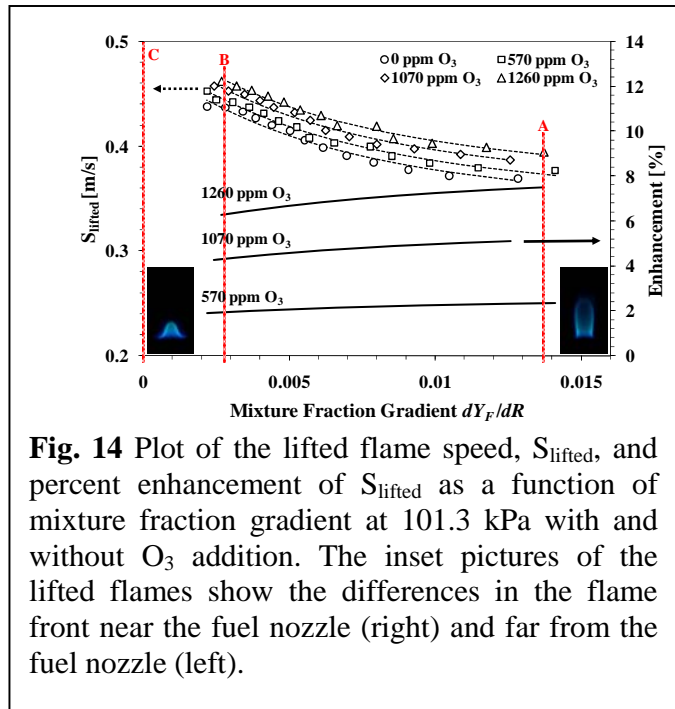 0.5
0.4
0.3
0.2
S_lifted [m/s]
C
B
A
○ 0 ppm O₃ □ 570 ppm O₃
◇ 1070 ppm O₃ △ 1260 ppm O₃
1260 ppm O₃
1070 ppm O₃
570 ppm O₃
14
12
10
8
6
4
2
0
Enhancement [%]
0 0.005 0.01 0.015
Mixture Fraction Gradient dY_F/dR
Fig. 14 Plot of the lifted flame speed, S_lifted, and
percent enhancement of S_lifted as a function of
mixture fraction gradient at 101.3 kPa with and
without O₃ addition. The inset pictures of the
lifted flames show the differences in the flame
front near the fuel nozzle (right) and far from the
fuel nozzle (left).